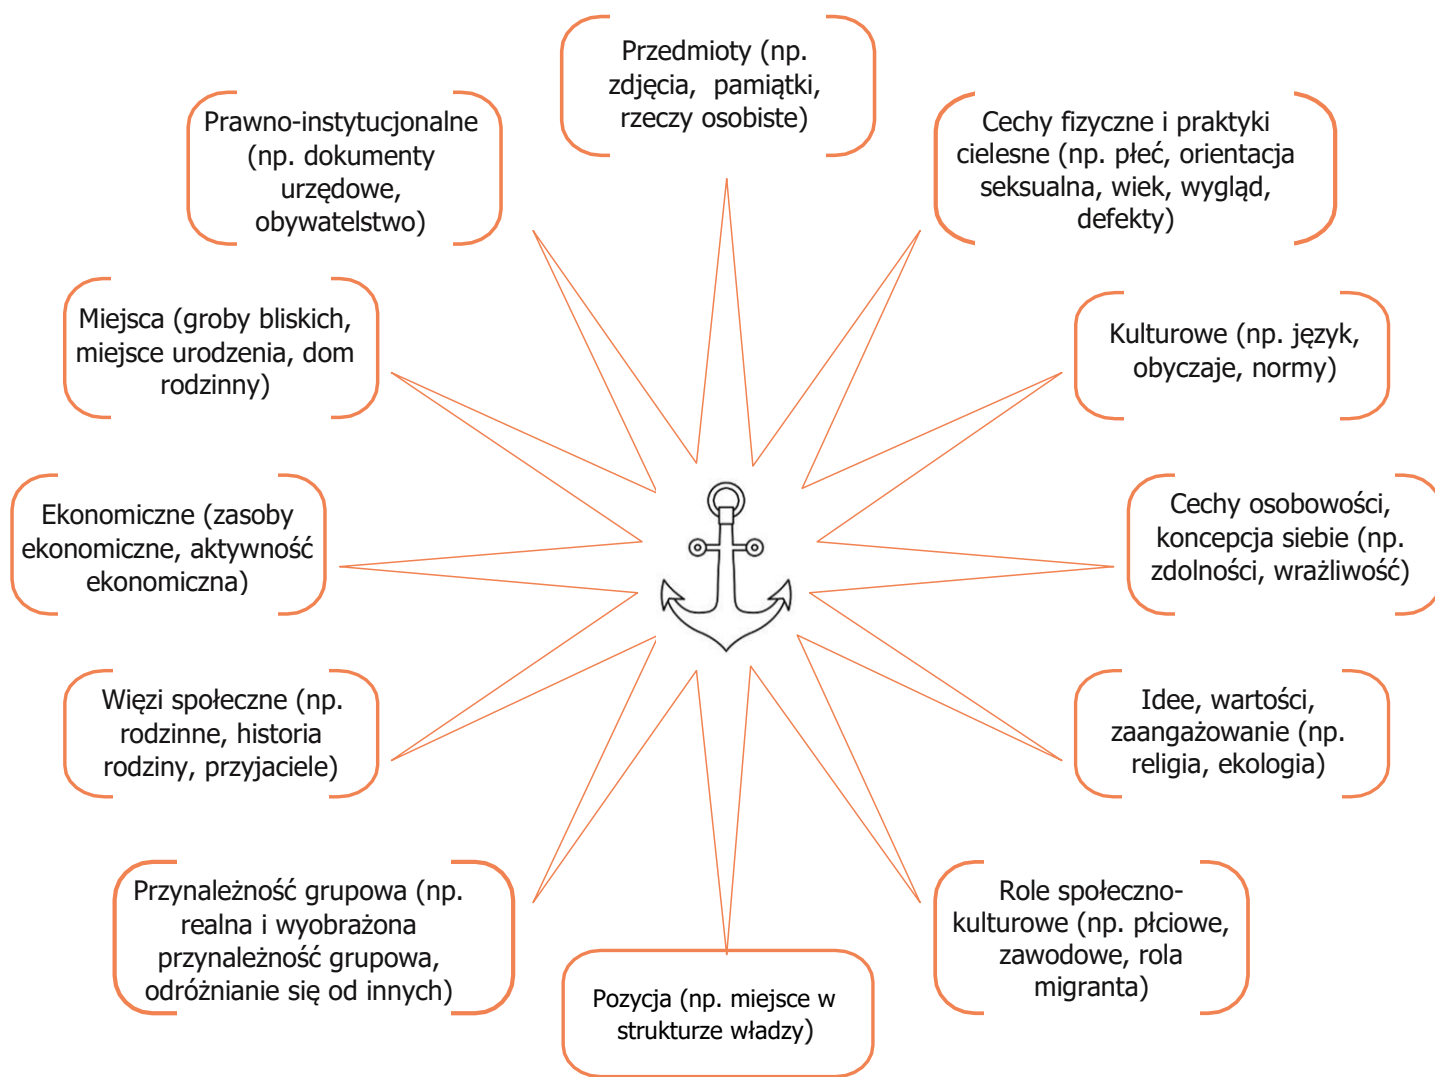 Przedmioty (np.
zdjęcia, pamiątki,
rzeczy osobiste)
Cechy fizyczne i praktyki
cielesne (np. płeć, orientacja
seksualna, wiek, wygląd,
defekty)
Kulturowe (np. język,
obyczaje, normy)
Cechy osobowości,
koncepcja siebie (np.
zdolności, wrażliwość)
Idee, wartości,
zaangażowanie (np.
religia, ekologia)
Role społeczno-
kulturowe (np. płciowe,
zawodowe, rola
migranta)
Pozycja (np. miejsce w
strukturze władzy)
Przynależność grupowa (np.
realna i wyobrażona
przynależność grupowa,
odróżnianie się od innych)
Więzi społeczne (np.
rodzinne, historia
rodziny, przyjaciele)
Ekonomiczne (zasoby
ekonomiczne, aktywność
ekonomiczna)
Miejsca (groby bliskich,
miejsce urodzenia, dom
rodzinny)
Prawno-instytucjonalne
(np. dokumenty
urzędowe,
obywatelstwo)